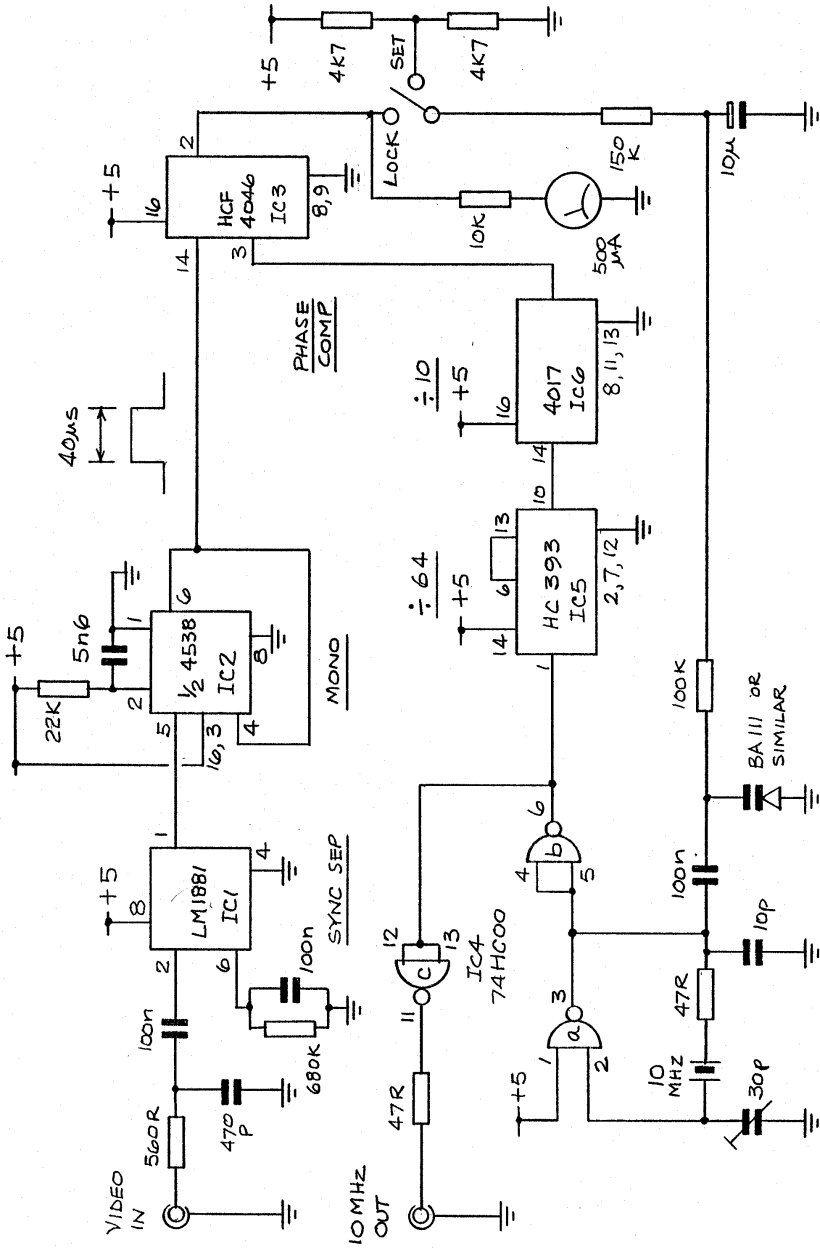 VIDEO
IN
560R
470
P
100n
2
+5
8
LM1881
IC1
1
6
4
680K
100n
SYNC SEP
+5
22K
5n6
2
1
5
½ 4538
IC2
6
16,3
4
8
MONO
40µs
PHASE
COMP
+5
16
14
HCF
4046
IC3
2
3
8,9
+5
4K7
4K7
SET
LOCK
10K
500
µA
150
K
10µ
10MHZ
OUT
47R
11
c
12
13
IC4
74HC00
÷ 64
+5
14
6
13
1
HC 393
IC5
10
2,7,12
÷10
+5
16
14
4017
IC6
8,11,13
+5
1
2
a
3
4
5
b
6
10
MHZ
47R
30p
10p
100n
100K
BA111 OR
SIMILAR